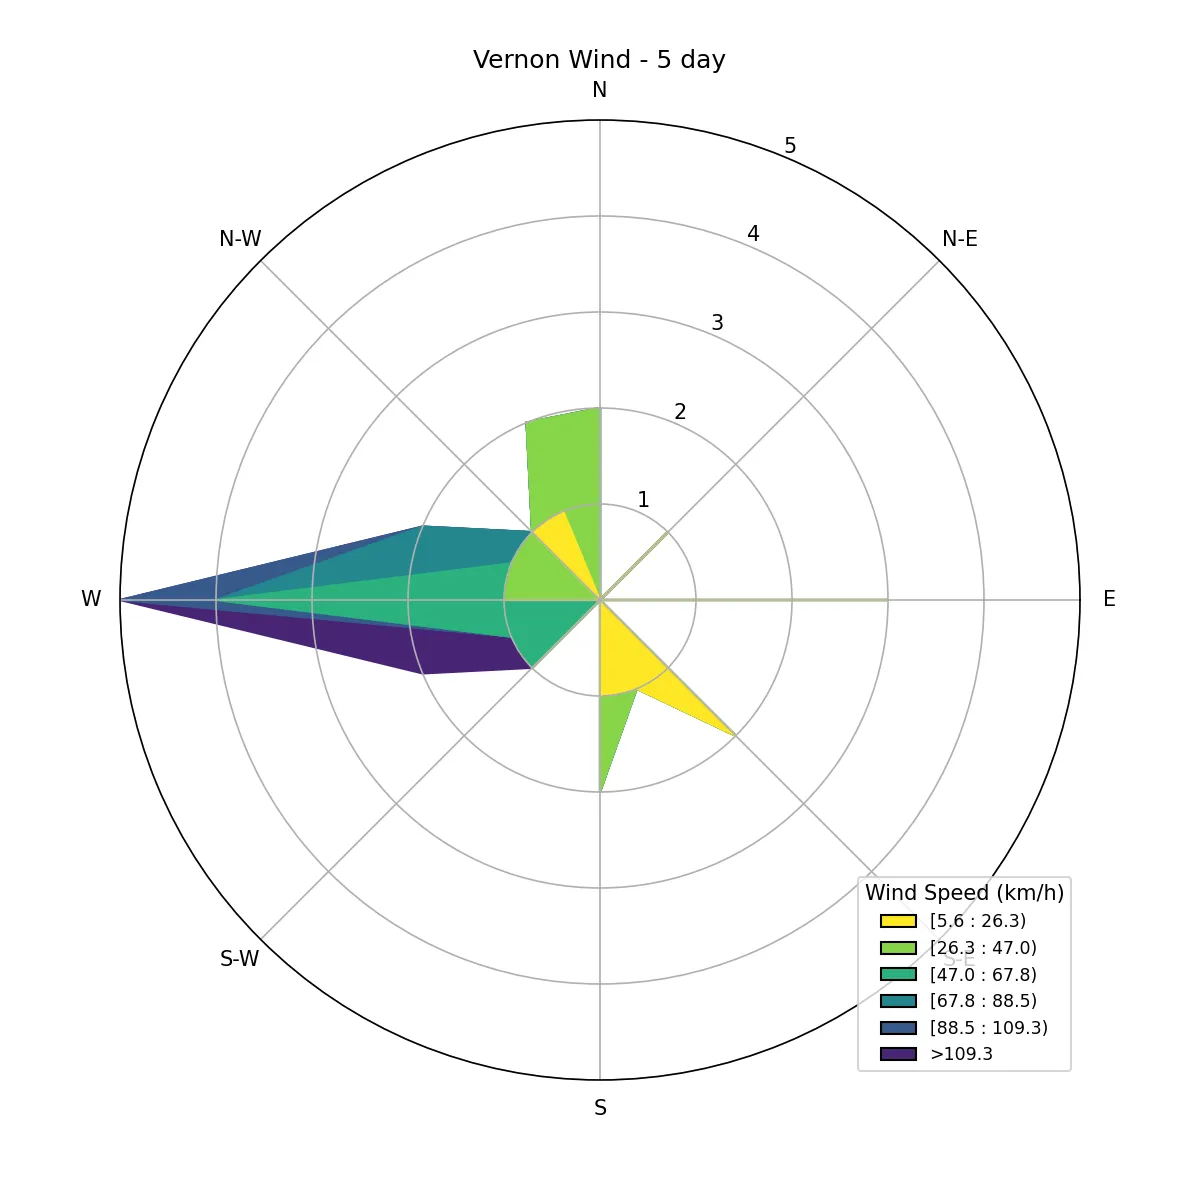 Vernon Wind - 5 day
N
5
N-W
4
N-E
3
2
1
W
E
Wind Speed (km/h)
[5.6 : 26.3)
[26.3 : 47.0)
S-W
S-E
[47.0 : 67.8)
[67.8 : 88.5)
[88.5 : 109.3)
>109.3
S